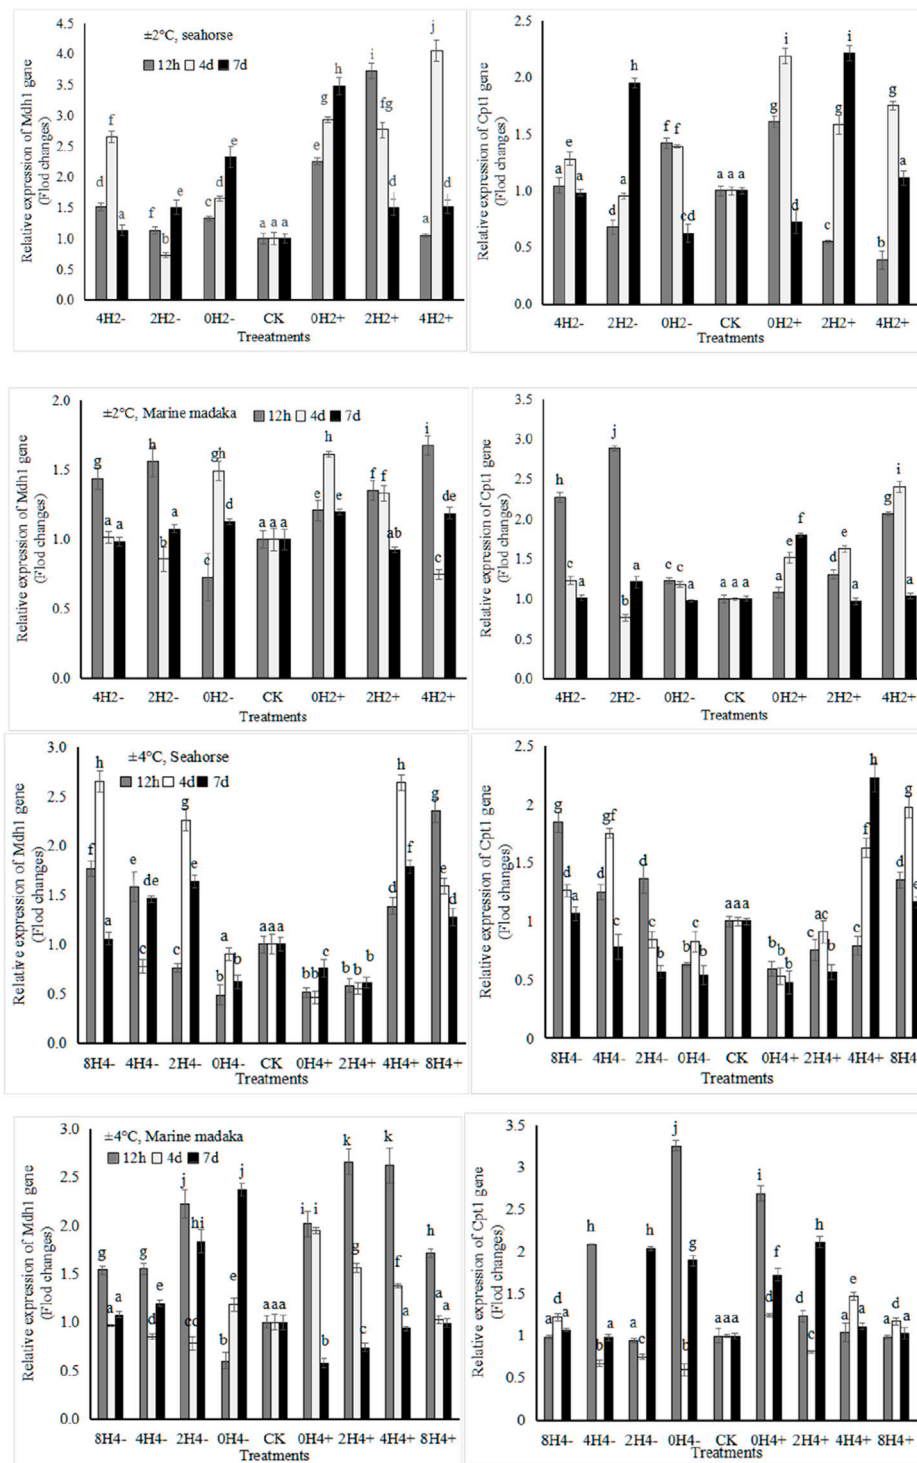 ±2°C, seahorse
12h 4d 7d
Relative expression of Mdh1 gene
(Flod changes)
4.5
4.0
3.5
3.0
2.5
2.0
1.5
1.0
0.5
0.0
d f a f b e c e e a a a e g h i fg d a j d
4H2- 2H2- 0H2- CK 0H2+ 2H2+ 4H2+
Treeatments
Relative expression of Cpt1 gene
(Flod changes)
2.5
2.0
1.5
1.0
0.5
0.0
a e a d a h f f cd a a a g i d c g i b g d
4H2- 2H2- 0H2- CK 0H2+ 2H2+ 4H2+
Treatments
±2°C, Marine madaka
12h 4d 7d
Relative expression of Mdh1 gene
(Flod changes)
2.0
1.5
1.0
0.5
0.0
g a a h b a c gh d a a a e h e f f ab i c de
4H2- 2H2- 0H2- CK 0H2+ 2H2+ 4H2+
Treatments
Relative expression of Cpt1 gene
(Flod changes)
3.5
3.0
2.5
2.0
1.5
1.0
0.5
0.0
h c a j b a c c a a a a a e f d e a g i a
4H2- 2H2- 0H2- CK 0H2+ 2H2+ 4H2+
Treatments
±4°C, Seahorse
12h 4d 7d
Relative expression of Mdh1 gene
(Flod changes)
3.0
2.5
2.0
1.5
1.0
0.5
0.0
f h a e c de c g e b a b a a a b b c b b b d h f g e d
8H4- 4H4- 2H4- 0H4- CK 0H4+ 2H4+ 4H4+ 8H4+
Treatments
Relative expression of Cpt1 gene
(Flod changes)
2.5
2
1.5
1
0.5
0
g d a d gf c d c b b c b a a a b b b c ac b c f h d g e
8H4- 4H4- 2H4- 0H4- CK 0H4+ 2H4+ 4H4+ 8H4
Treatments
±4°C, Marine madaka
12h 4d 7d
Relative expression of Mdh1 gene
(Flod changes)
3.0
2.5
2.0
1.5
1.0
0.5
0.0
g a a g d e j cd hi b e j a a a i i b k g c k f a h a a
8H4- 4H4- 2H4- 0H4- CK 0H4+ 2H4+ 4H4+ 8H4+
Treatments
Relative expression of Cpt1 gene
(Flod changes)
3.5
3
2.5
2
1.5
1
0.5
0
a d a h b a a c h j b g a a a i d f d c h a e a a d a
8H4- 4H4- 2H4- 0H4- CK 0H4+ 2H4+ 4H4+ 8H4+
Treatments